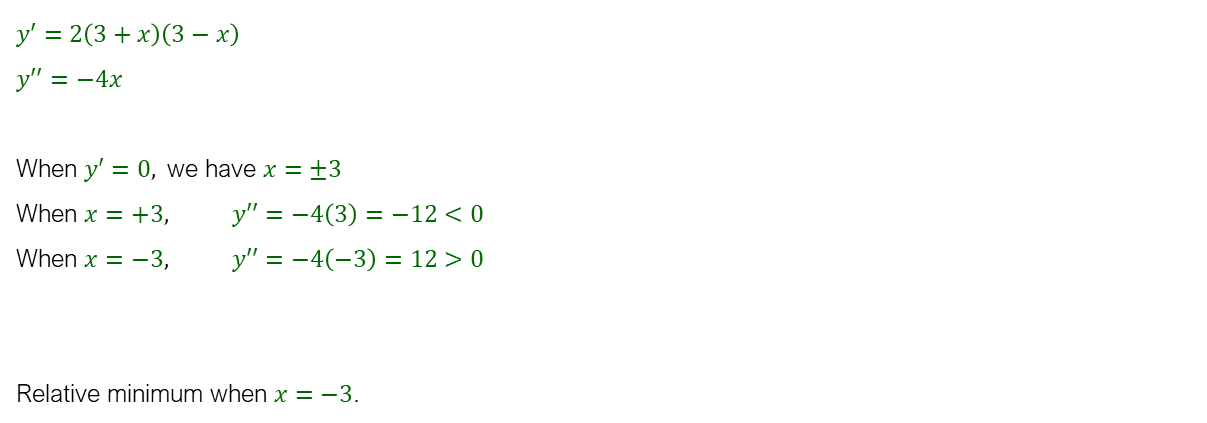 y′ = 2(3 + x)(3 − x)
y′′ = −4x
When y′ = 0, we have x = ±3
When x = +3, y′′ = −4(3) = −12 < 0
When x = −3, y′′ = −4(−3) = 12 > 0
Relative minimum when x = −3.